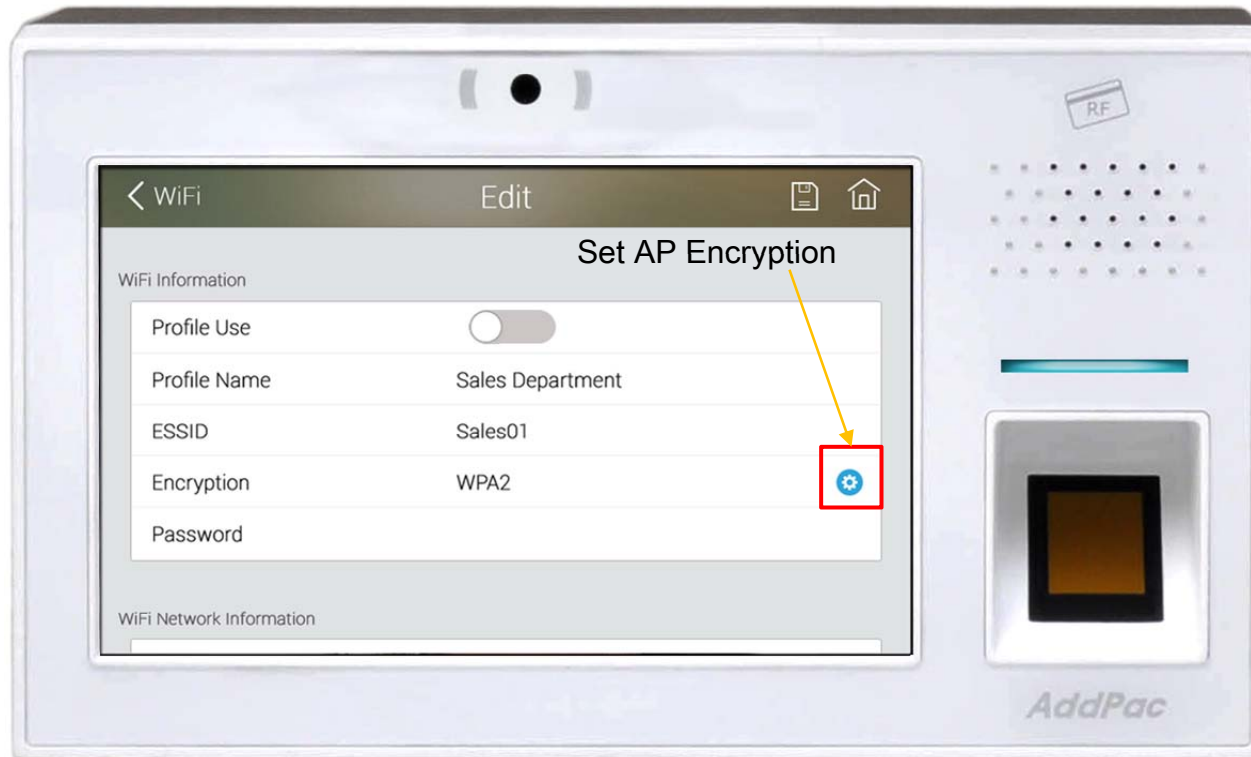 RF
WiFi
Edit
Set AP Encryption
WiFi Information
Profile Use
Profile Name Sales Department
ESSID Sales01
Encryption WPA2
Password
WiFi Network Information
AddPac